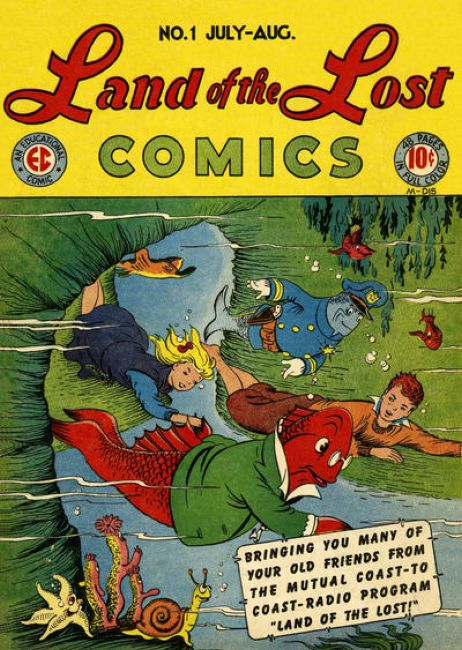 NO. 1 JULY-AUG.
Land of the Lost
COMICS
AN EDUCATIONAL
EC
COMIC
48 PAGES
10¢
IN FULL COLOR
M-DIS
BRINGING YOU MANY OF
YOUR OLD FRIENDS FROM
THE MUTUAL COAST-TO
COAST-RADIO PROGRAM
"LAND OF THE LOST!"